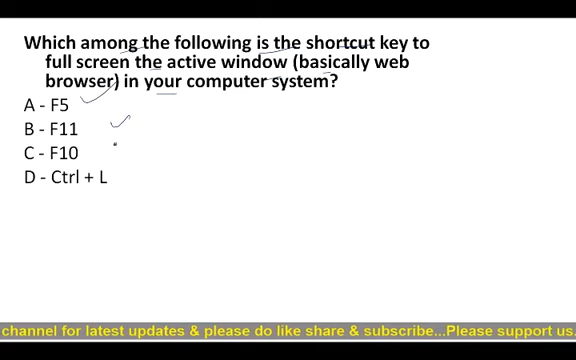 Which among the following is the shortcut key to
full screen the active window (basically web
browser) in your computer system?
A - F5
B - F11
C - F10
D - Ctrl + L
channel for latest updates & please do like share & subscribe...Please support us.